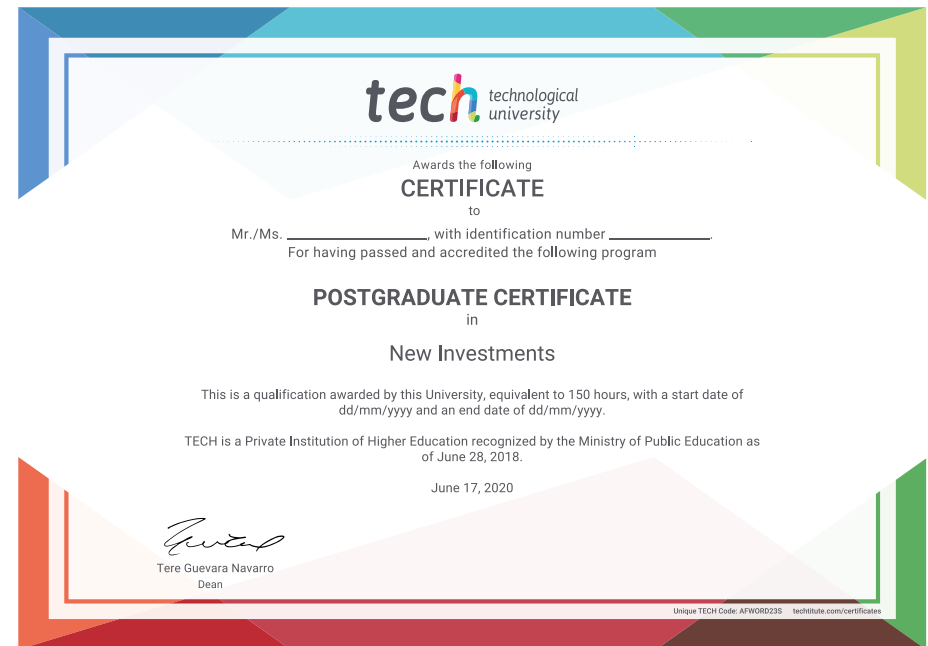 tech technological
university
Awards the following
CERTIFICATE
to
Mr./Ms. ____________________, with identification number ______________.
For having passed and accredited the following program
POSTGRADUATE CERTIFICATE
in
New Investments
This is a qualification awarded by this University, equivalent to 150 hours, with a start date of
dd/mm/yyyy and an end date of dd/mm/yyyy.
TECH is a Private Institution of Higher Education recognized by the Ministry of Public Education as
of June 28, 2018.
June 17, 2020
Tere Guevara Navarro
Dean
Unique TECH Code: AFWORD23S techtitute.com/certificates